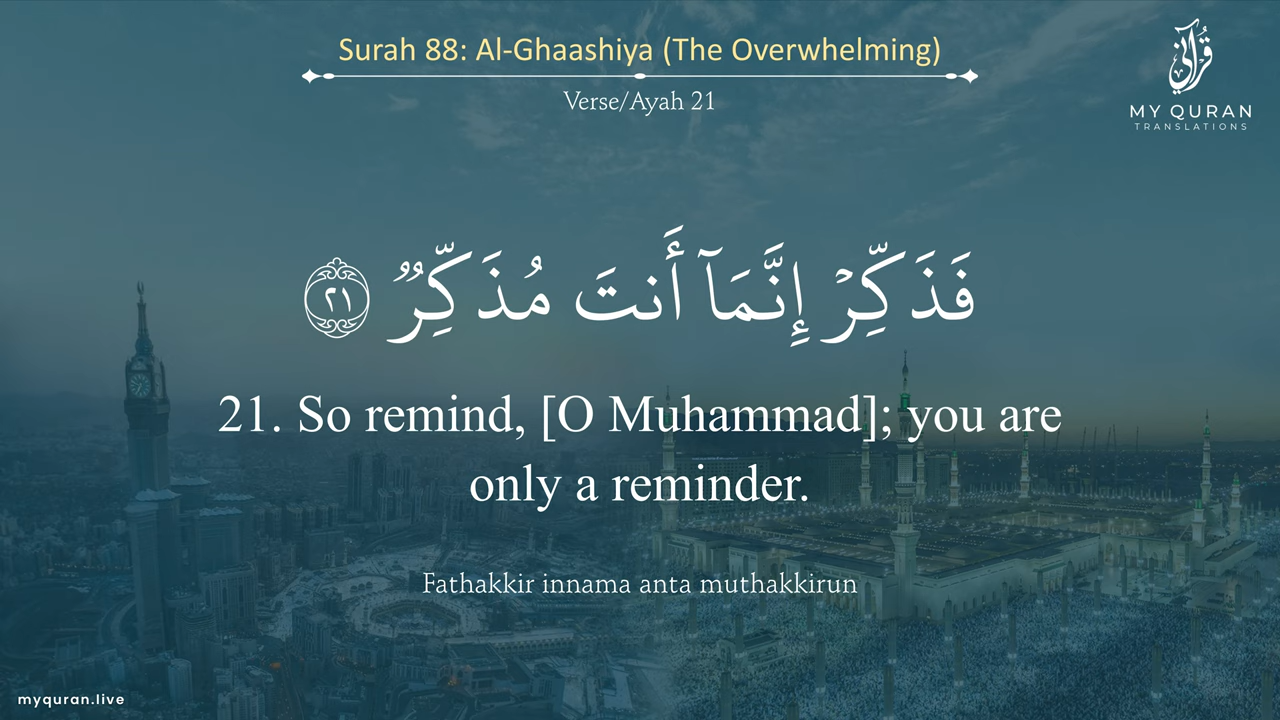 Surah 88: Al-Ghaashiya (The Overwhelming)
Verse/Ayah 21
قرآني
MY QURAN
TRANSLATIONS
فَذَكِّرْ إِنَّمَآ أَنتَ مُذَكِّرٌ ٢١
21. So remind, [O Muhammad]; you are
only a reminder.
Fathakkir innama anta muthakkirun
myquran.live